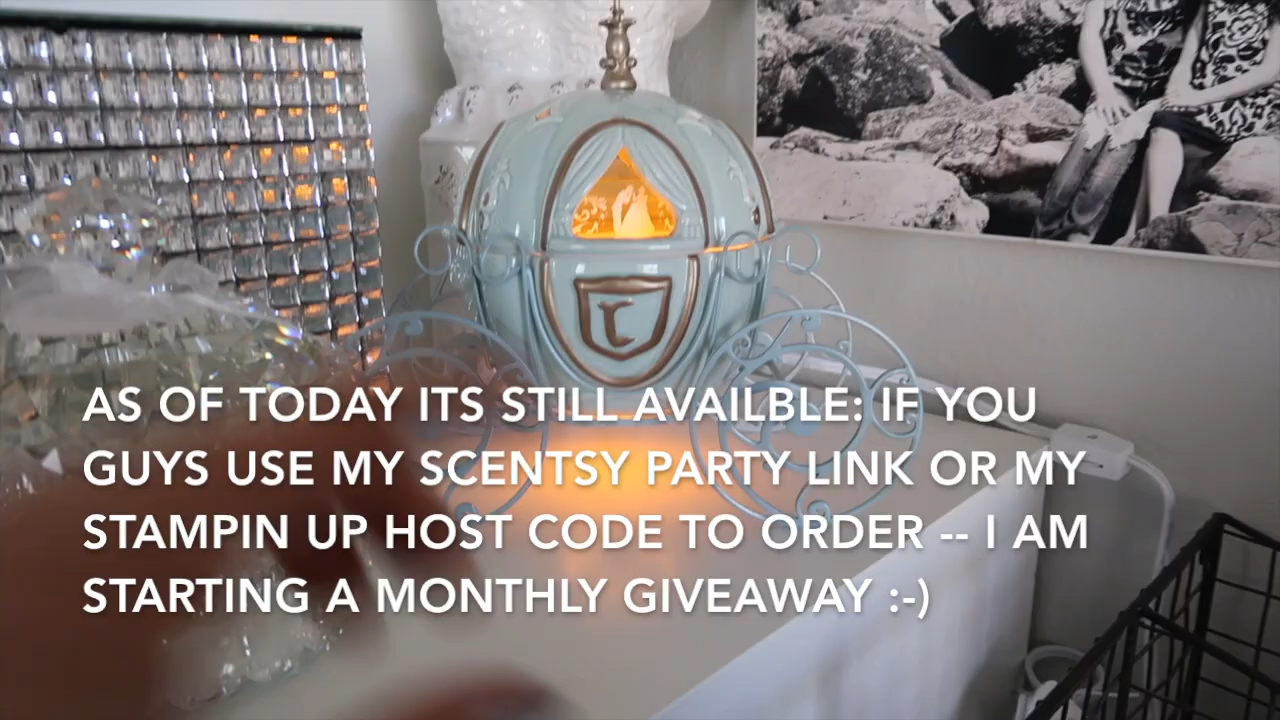 C
AS OF TODAY ITS STILL AVAILBLE: IF YOU
GUYS USE MY SCENTSY PARTY LINK OR MY
STAMPIN UP HOST CODE TO ORDER -- I AM
STARTING A MONTHLY GIVEAWAY :-)